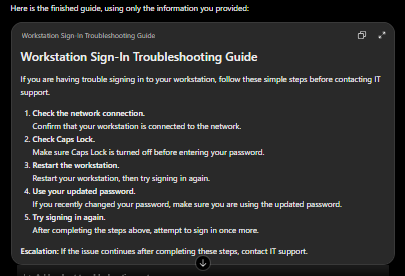 Here is the finished guide, using only the information you provided:
Workstation Sign-In Troubleshooting Guide
Workstation Sign-In Troubleshooting Guide
If you are having trouble signing in to your workstation, follow these simple steps before contacting IT
support.
1. Check the network connection.
Confirm that your workstation is connected to the network.
2. Check Caps Lock.
Make sure Caps Lock is turned off before entering your password.
3. Restart the workstation.
Restart your workstation, then try signing in again.
4. Use your updated password.
If you recently changed your password, make sure you are using the updated password.
5. Try signing in again.
After completing the steps above, attempt to sign in once more.
Escalation: If the issue continues after completing these steps, contact IT support.